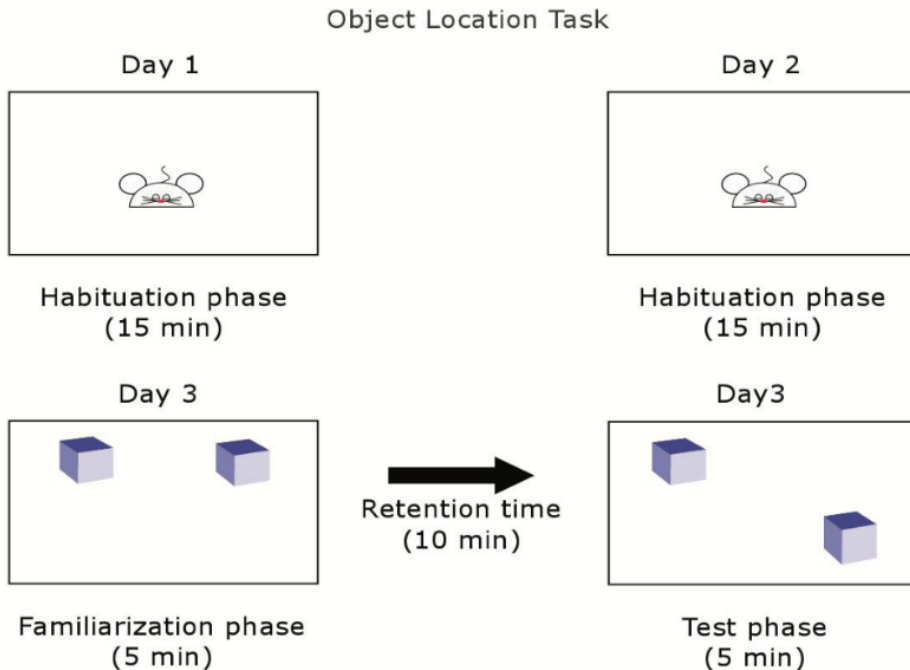 Object Location Task
Day 1
Day 2
Habituation phase
(15 min)
Habituation phase
(15 min)
Day 3
Day3
Retention time
(10 min)
Familiarization phase
(5 min)
Test phase
(5 min)